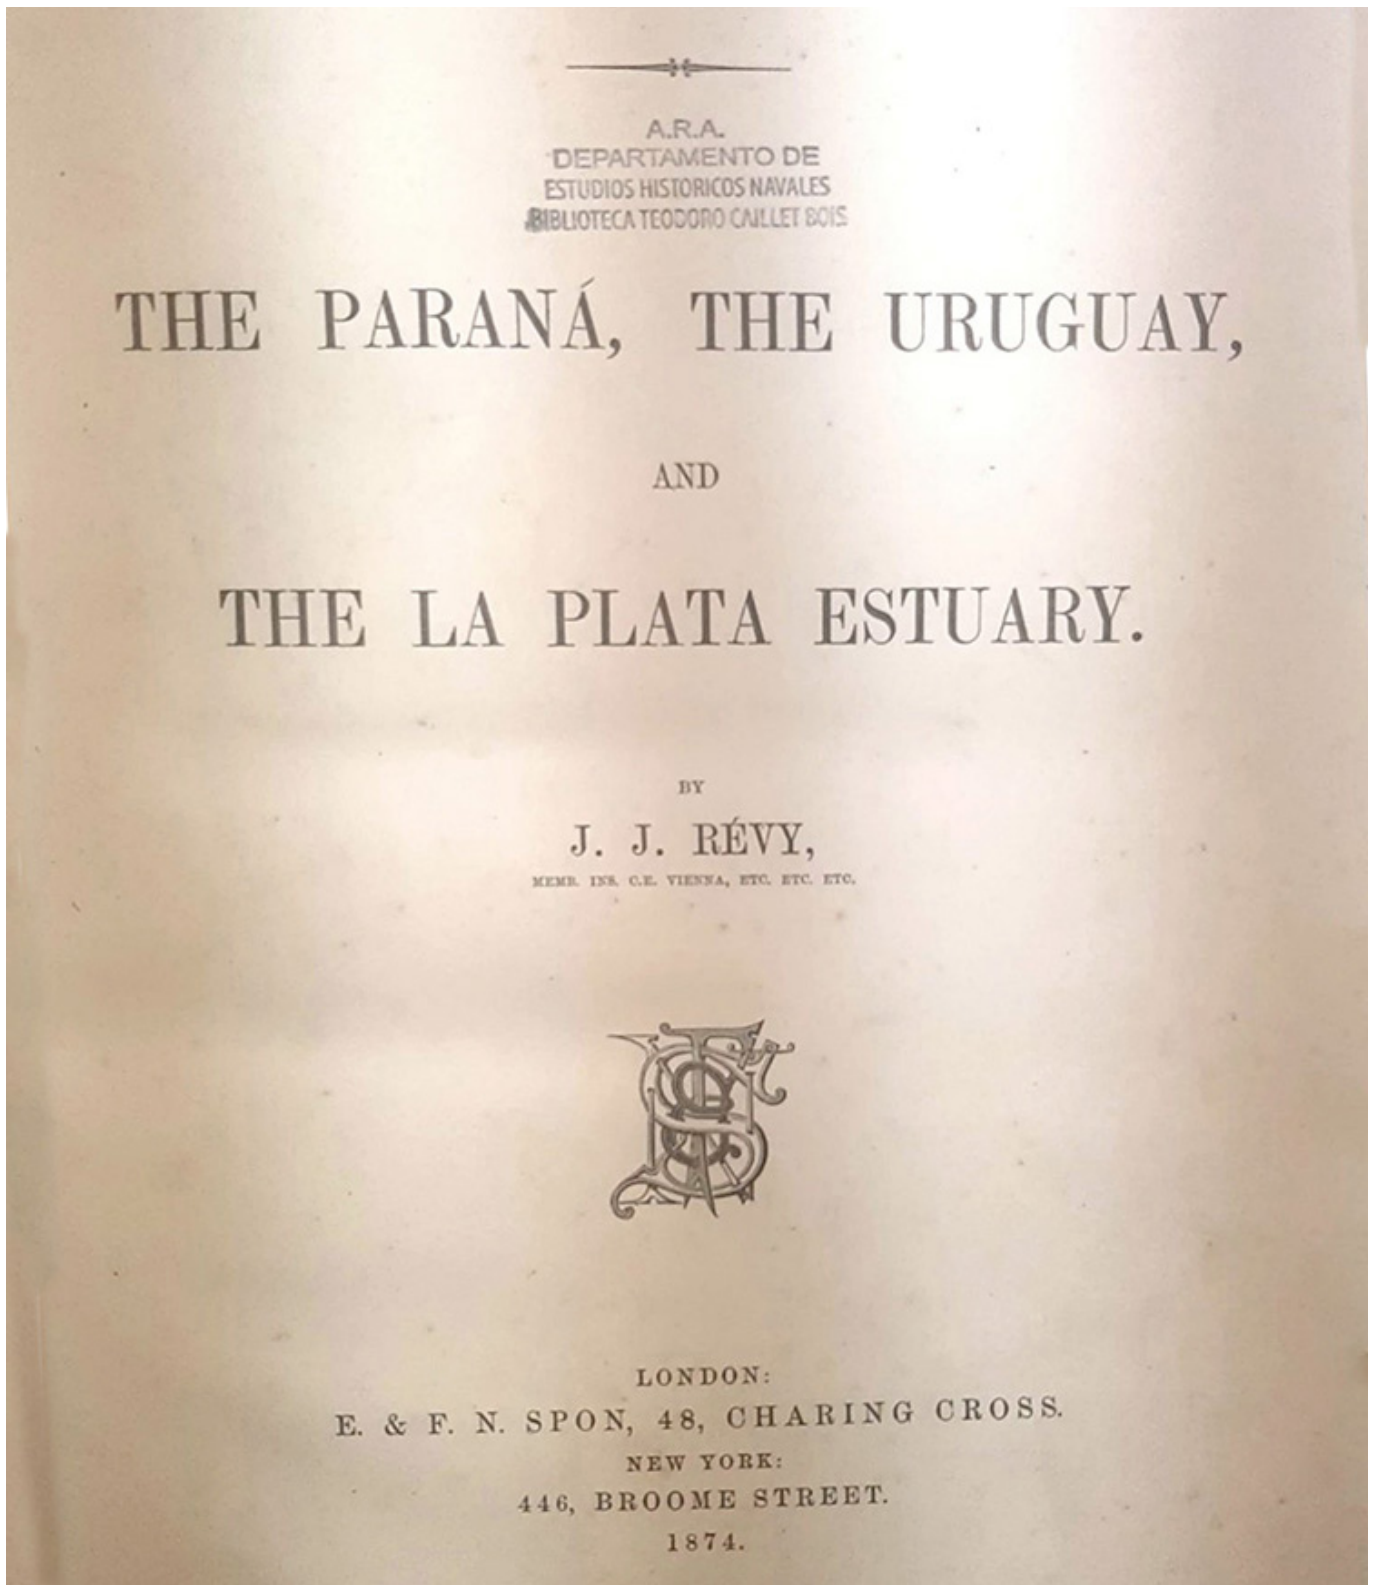 A.R.A.
DEPARTAMENTO DE
ESTUDIOS HISTORICOS NAVALES
BIBLIOTECA TEODORO CAILLET BOIS
THE PARANÁ, THE URUGUAY,
AND
THE LA PLATA ESTUARY.
BY
J. J. RÉVY,
MEMB. INS. C.E. VIENNA, ETC. ETC. ETC.
LONDON:
E. & F. N. SPON, 48, CHARING CROSS.
NEW YORK:
446, BROOME STREET.
1874.